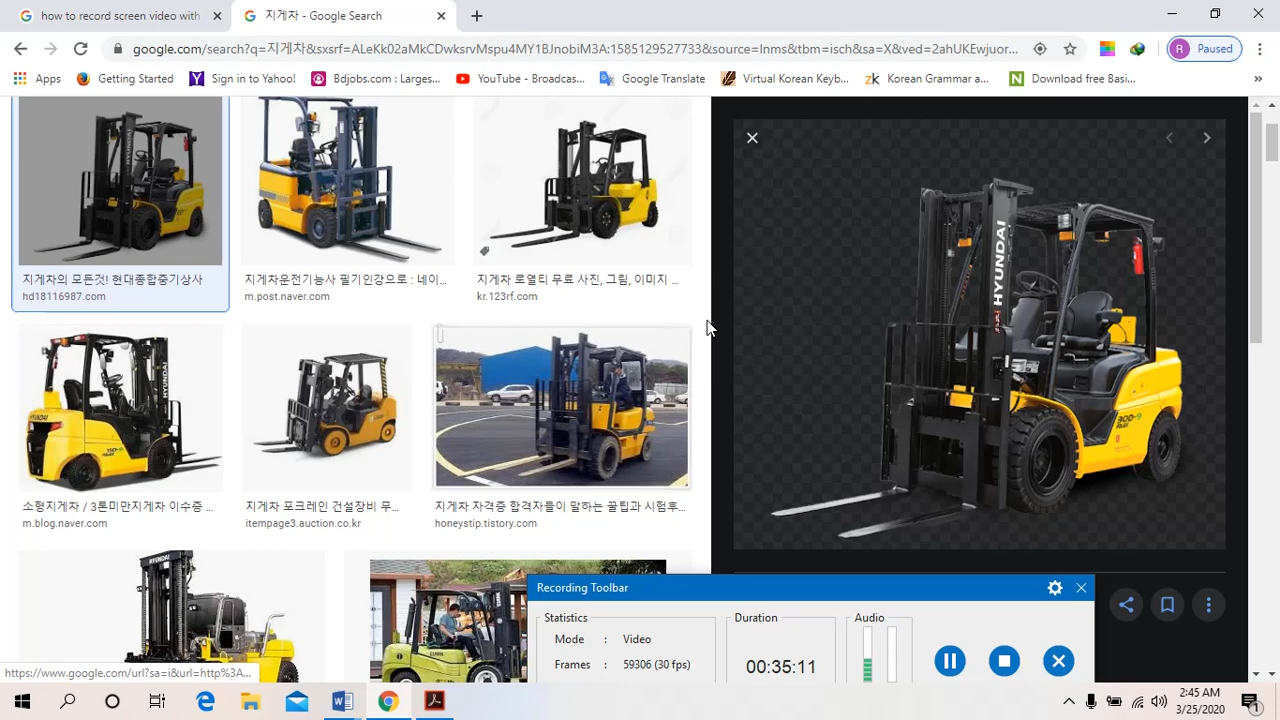 how to record screen video with
지게차 - Google Search
google.com/search?q=지게차&sxsrf=ALeKk02aMkCDwksrvMspu4MY1BJnobiM3A:1585129527733&source=lnms&tbm=isch&sa=X&ved=2ahUKEwjuor...
R Paused
Apps
Getting Started
Sign in to Yahoo!
Bdjobs.com : Larges...
YouTube - Broadcas...
Google Translate
Virtual Korean Keyb...
Korean Grammar a...
Download free Basi...
»
지게차의 모든것! 현대종합중기상사
hd18116987.com
지게차운전기능사 필기인강으로 : 네이...
m.post.naver.com
지게차 로열티 무료 사진, 그림, 이미지 ...
kr.123rf.com
HYUNDAI
30D-9
소형지게차 / 3톤미만지게차 이수증 ...
m.blog.naver.com
지게차 포크레인 건설장비 무...
itempage3.auction.co.kr
지게차 자격증 합격자들이 말하는 꿀팁과 시험후...
honeystip.tistory.com
HYUNDAI
Recording Toolbar
Statistics
Mode : Video
Frames : 59306 (30 fps)
Duration
00:35:11
Audio
https://www.google.com/url?sa=i&url=http%3A...
2:45 AM
3/25/2020
1